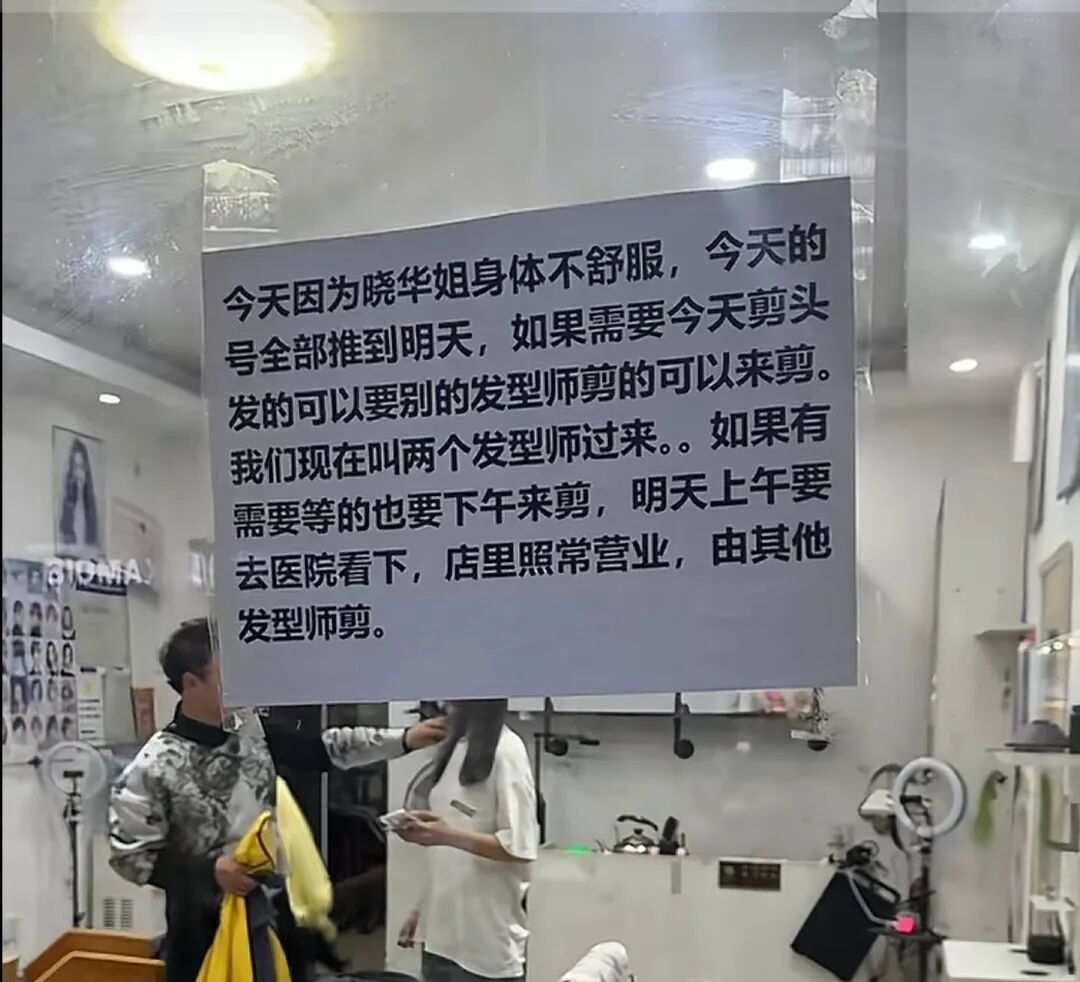 今天因为晓华姐身体不舒服，今天的
号全部推到明天，如果需要今天剪头
发的可以要别的发型师剪的可以来剪。
我们现在叫两个发型师过来。。如果有
需要等的也要下午来剪，明天上午要
去医院看下，店里照常营业，由其他
发型师剪。